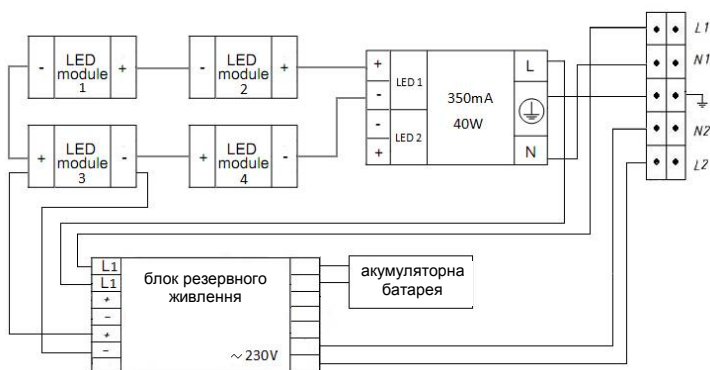 - LED module 1 +
- LED module 2 +
+ LED 1
-
- LED 2
+
350mA
40W
L
N
L1
N1
N2
L2
+ LED module 3 -
+ LED module 4 -
L1
L1
+
-
+
-
блок резервного
живлення
~ 230V
акумуляторна
батарея